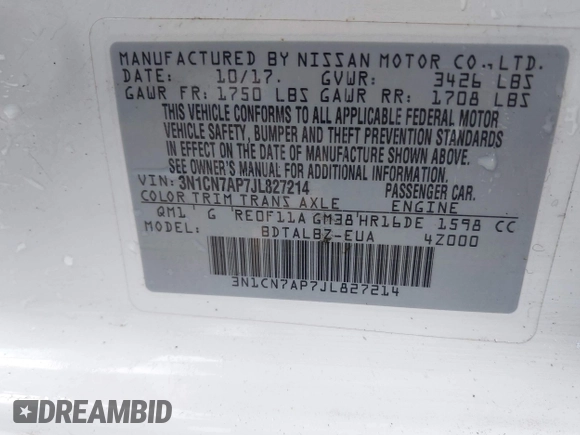 MANUFACTURED BY NISSAN MOTOR CO.,LTD.
DATE: 10/17. GVWR: 3426 LBS
GAWR FR: 1750 LBS GAWR RR: 1708 LBS
THIS VEHICLE CONFORMS TO ALL APPLICABLE FEDERAL MOTOR
VEHICLE SAFETY, BUMPER AND THEFT PREVENTION STANDARDS
IN EFFECT ON THE DATE OF MANUFACTURE SHOWN ABOVE.
SEE OWNER'S MANUAL FOR ADDITIONAL INFORMATION
VIN: 3N1CN7AP7JL827214 PASSENGER CAR.
COLOR TRIM TRANS AXLE ENGINE
QM1 G RE0F11A GM38 HR16DE 1598 CC
MODEL: BDTALBZ-EUA 4Z000
3N1CN7AP7JL827214
DREAMBID